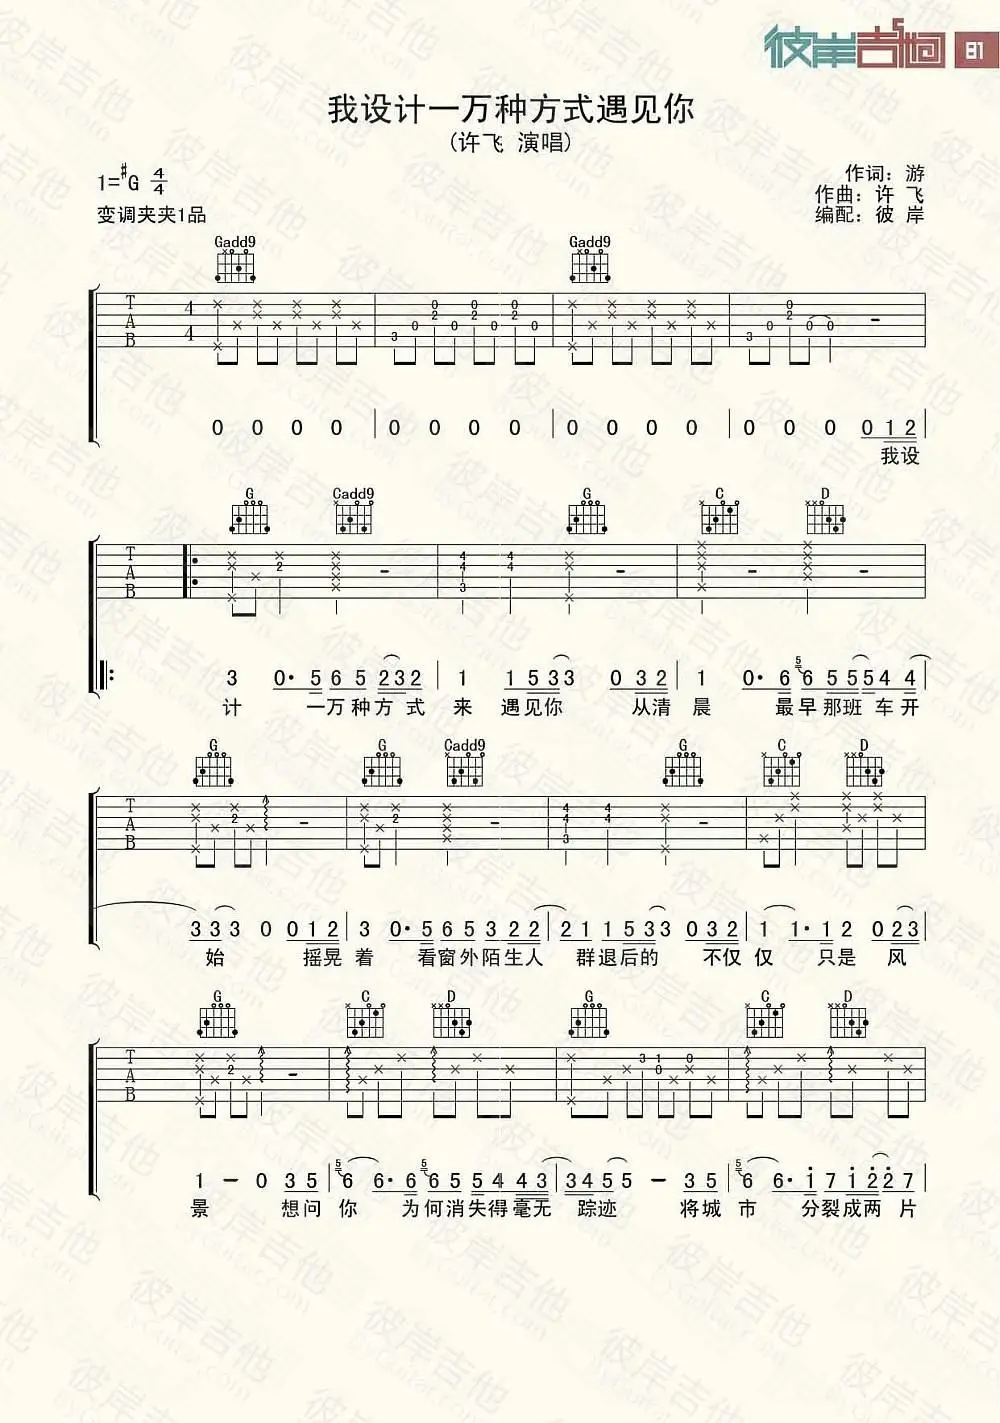 彼岸吉他 81
我设计一万种方式遇见你
(许飞 演唱)
1=#G 4/4
作词：游
作曲：许 飞
变调夹夹1品
编配：彼 岸
Gadd9 Gadd9
T A B 4 4
0 0 0 0 0 0 0 0 0 0 0 0 0 0 0 0 1 2
我设
G Cadd9 G C D
T A B
3 0· 5 6 5 2 3 2 1 1 5 3 3 0 3 2 1 0· 6 6 5 5 5 4 4
计 一万种方式 来 遇见你 从清 晨 最早那班 车开
G G Cadd9 G C D
T A B
3 3 3 0 0 1 2 3 0· 5 6 5 3 2 2 2 1 1 5 3 3 0 3 2 1 1· 1 2 0 2 3
始 摇晃 着 看窗外陌生人 群退后的 不仅 仅 只是 风
G C D G C D
T A B
1 — 0 3 5 6 6· 6 6 5 5 4 4 3 3 4 5 5 — 3 5 6 6· 1 7 1 2 2 7
景 想问 你 为何消失得毫无 踪迹 将城 市 分裂成两 片